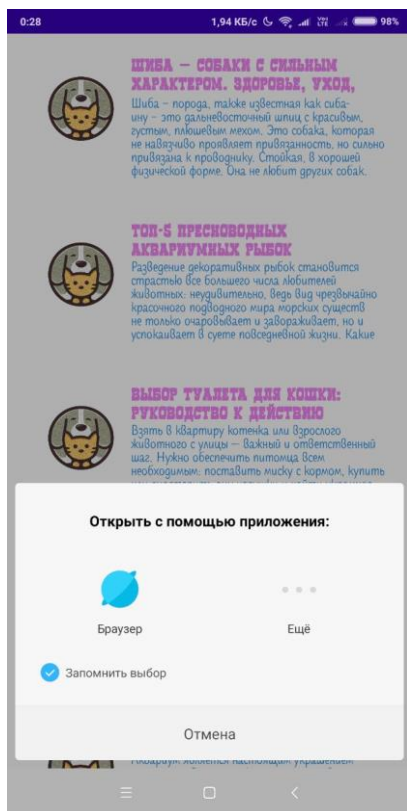 0:28
1,94 КБ/с
98%
ШИБА – СОБАКИ С СИЛЬНЫМ
ХАРАКТЕРОМ. ЗДОРОВЬЕ, УХОД,
Шиба – порода, также известная как сиба-
ину – это дальневосточный шпиц с красивым,
густым, плюшевым мехом. Это собака, которая
не навязчиво проявляет привязанность, но сильно
привязана к проводнику. Стойкая, в хорошей
физической форме. Она не любит других собак.
ТОП-5 ПРЕСНОВОДНЫХ
АКВАРИУМНЫХ РЫБОК
Разведение декоративных рыбок становится
страстью все большего числа любителей
животных: неудивительно, ведь вид чрезвычайно
красочного подводного мира морских существ
не только очаровывает и завораживает, но и
успокаивает в суете повседневной жизни. Какие
ВЫБОР ТУАЛЕТА ДЛЯ КОШКИ:
РУКОВОДСТВО К ДЕЙСТВИЮ
Взять в квартиру котенка или взрослого
животного с улицы – важный и ответственный
шаг. Нужно обеспечить питомца всем
необходимым: поставить миску с кормом, купить
Открыть с помощью приложения:
Браузер
Ещё
Запомнить выбор
Отмена
Аквариум является настоящим украшением